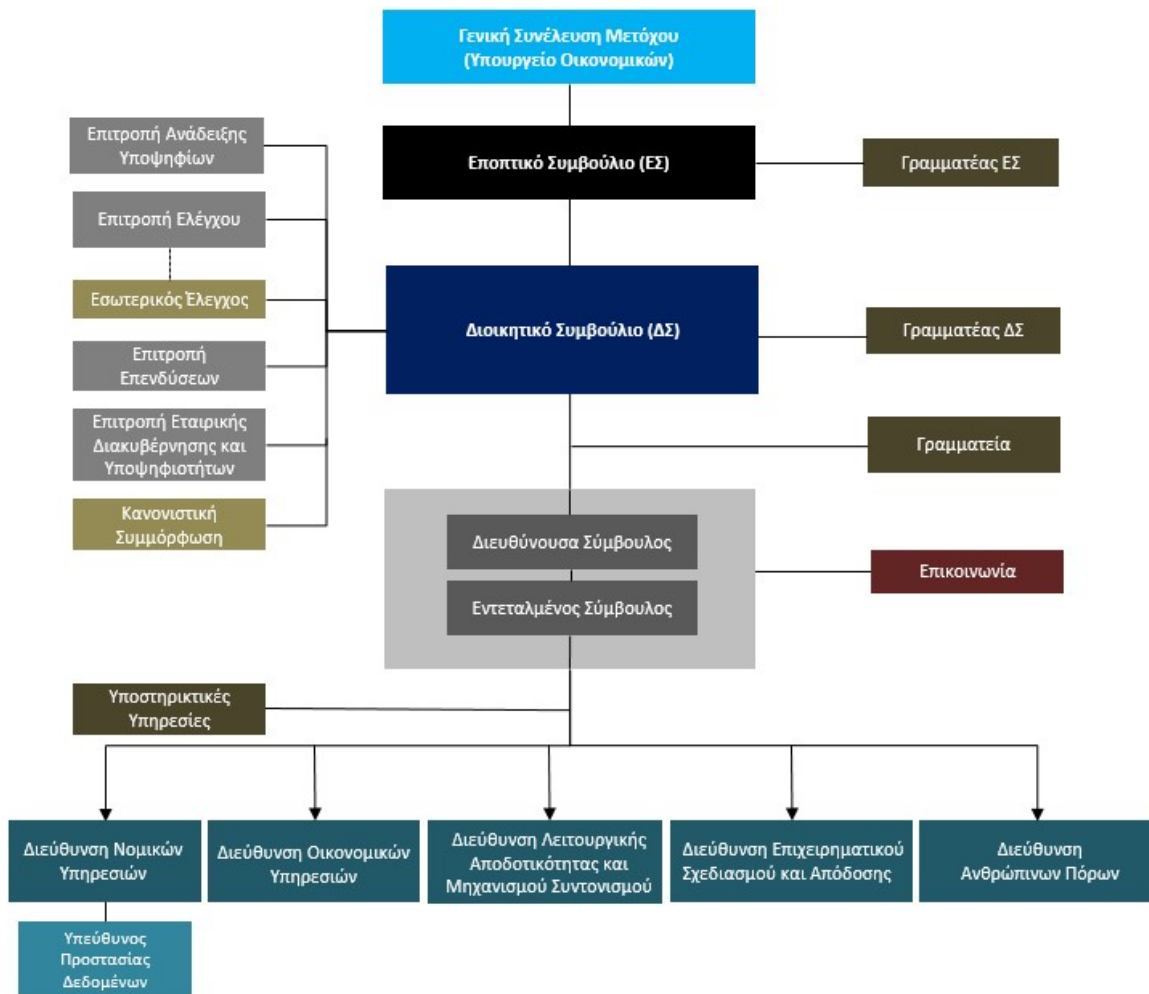 Γενική Συνέλευση Μετόχου
(Υπουργείο Οικονομικών)
Επιτροπή Ανάδειξης
Υποψηφίων
Εποπτικό Συμβούλιο (ΕΣ)
Γραμματέας ΕΣ
Επιτροπή Ελέγχου
Εσωτερικός Έλεγχος
Διοικητικό Συμβούλιο (ΔΣ)
Γραμματέας ΔΣ
Επιτροπή
Επενδύσεων
Επιτροπή Εταιρικής
Διακυβέρνησης και
Υποψηφιοτήτων
Γραμματεία
Κανονιστική
Συμμόρφωση
Διευθύνουσα Σύμβουλος
Εντεταλμένος Σύμβουλος
Επικοινωνία
Υποστηρικτικές
Υπηρεσίες
Διεύθυνση Νομικών
Υπηρεσιών
Διεύθυνση Οικονομικών
Υπηρεσιών
Διεύθυνση Λειτουργικής
Αποδοτικότητας και
Μηχανισμού Συντονισμού
Διεύθυνση Επιχειρηματικού
Σχεδιασμού και Απόδοσης
Διεύθυνση
Ανθρώπινων Πόρων
Υπεύθυνος
Προστασίας
Δεδομένων